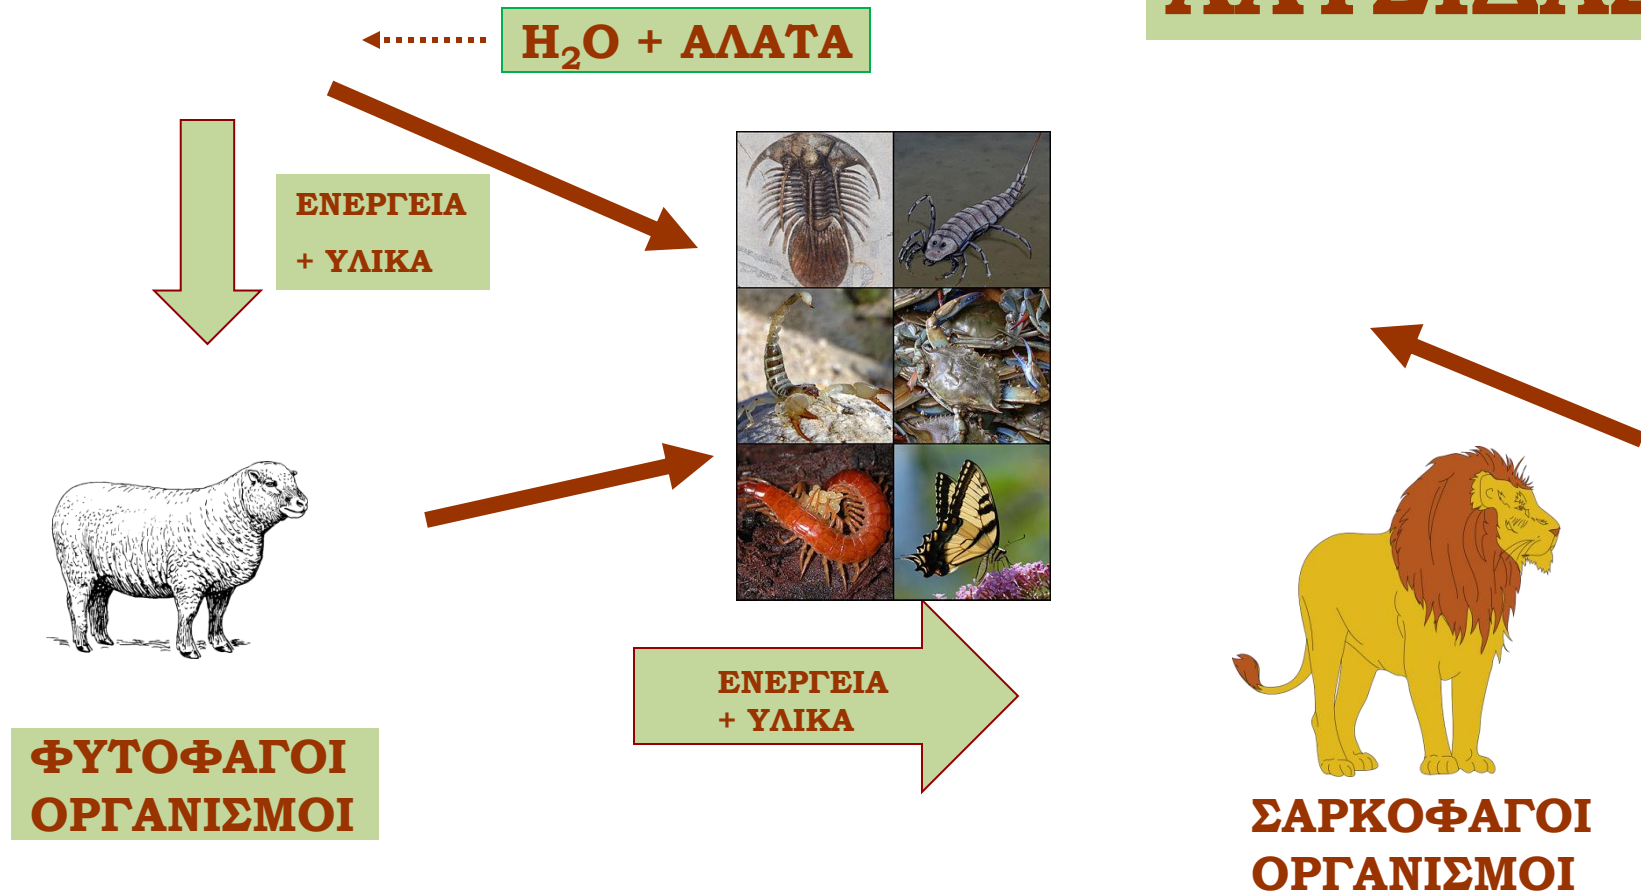 H₂O + ΑΛΑΤΑ
ΕΝΕΡΓΕΙΑ
+ ΥΛΙΚΑ
ΕΝΕΡΓΕΙΑ
+ ΥΛΙΚΑ
ΦΥΤΟΦΑΓΟΙ
ΟΡΓΑΝΙΣΜΟΙ
ΣΑΡΚΟΦΑΓΟΙ
ΟΡΓΑΝΙΣΜΟΙ